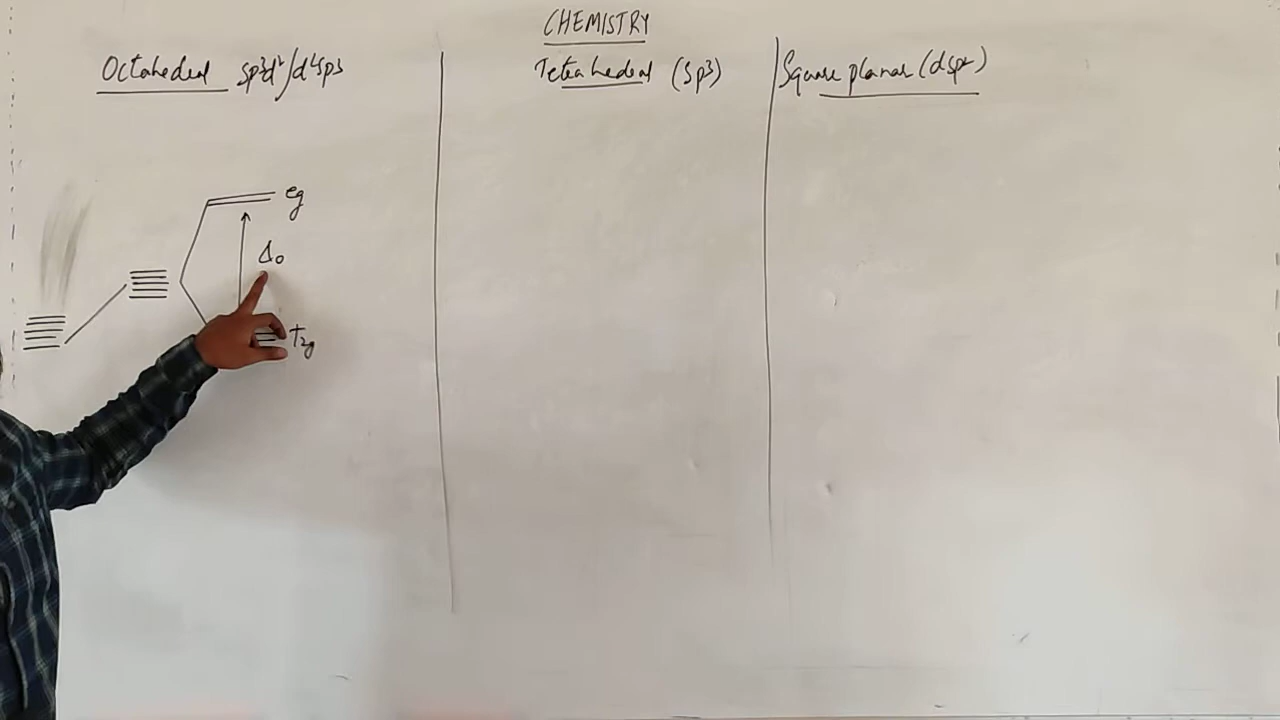 CHEMISTRY
Octahedral sp³d²/d²sp3
Tetrahedral (sp³)
Square planar (dsp²)
eg
Δo
t2g